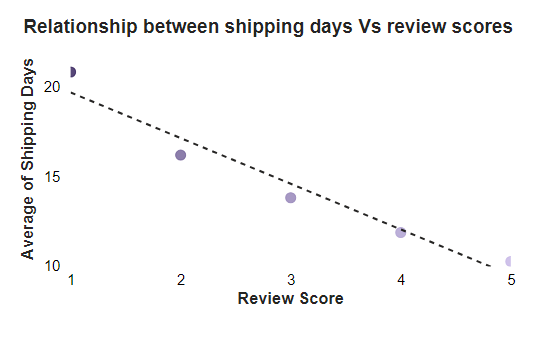 Relationship between shipping days Vs review scores
Average of Shipping Days
20
15
10
1 2 3 4 5
Review Score